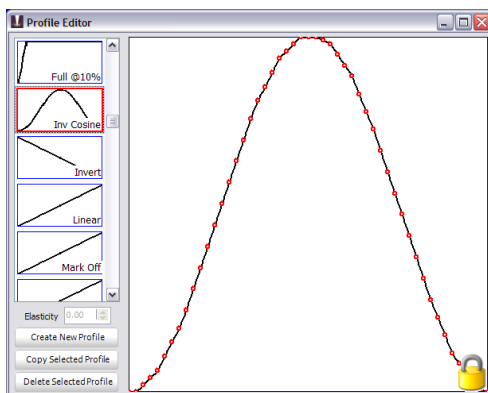 Profile Editor
Full @10%
Inv Cosine
Invert
Linear
Mark Off
Elasticity 0.00
Create New Profile
Copy Selected Profile
Delete Selected Profile